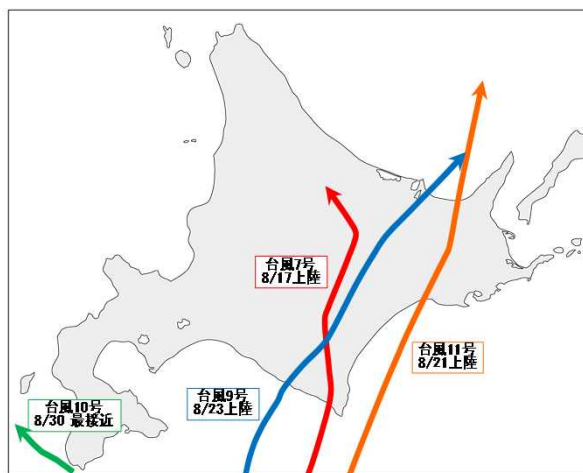 台風7号
8/17上陸
台風11号
8/21上陸
台風9号
8/23上陸
台風10号
8/30 最接近